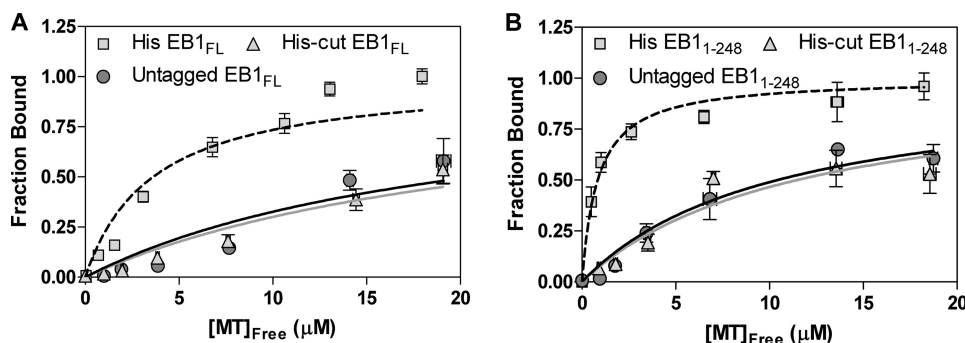 A
1.25
1.00
0.75
0.50
0.25
0.00
Fraction Bound
His EB1FL
His-cut EB1FL
Untagged EB1FL
0
5
10
15
20
[MT]Free (μM)
B
1.25
1.00
0.75
0.50
0.25
0.00
Fraction Bound
His EB11-248
His-cut EB11-248
Untagged EB11-248
0
5
10
15
20
[MT]Free (μM)